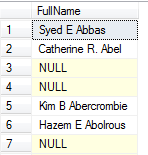 FullName
1 Syed E Abbas
2 Catherine R. Abel
3 NULL
4 NULL
5 Kim B Abercrombie
6 Hazem E Abolrous
7 NULL